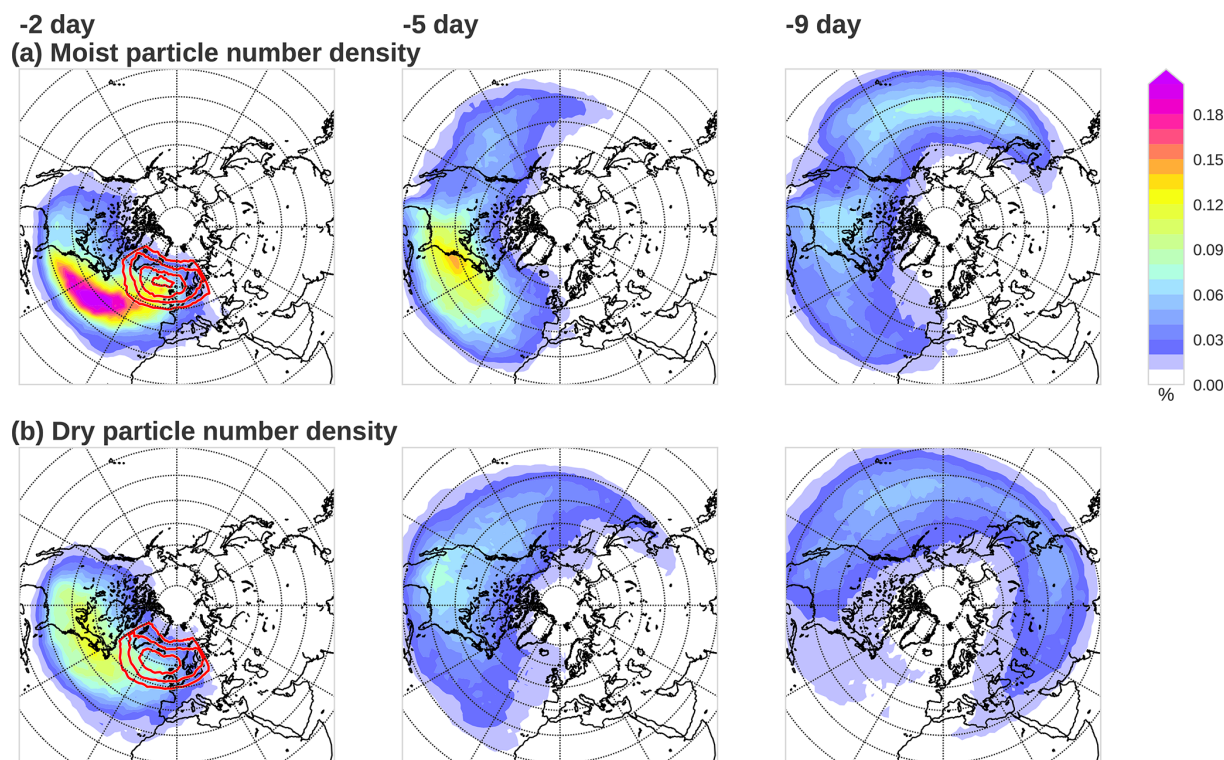 -2 day -5 day -9 day
(a) Moist particle number density
0.18
0.15
0.12
0.09
0.06
0.03
0.00
%
(b) Dry particle number density